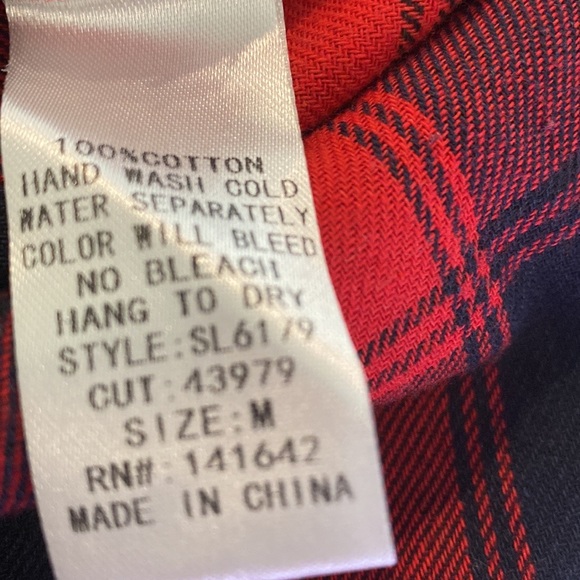 100%COTTON
HAND WASH COLD
WATER SEPARATELY
COLOR WILL BLEED
NO BLEACH
HANG TO DRY
STYLE:SL6179
CUT:43979
SIZE:M
RN#:141642
MADE IN CHINA